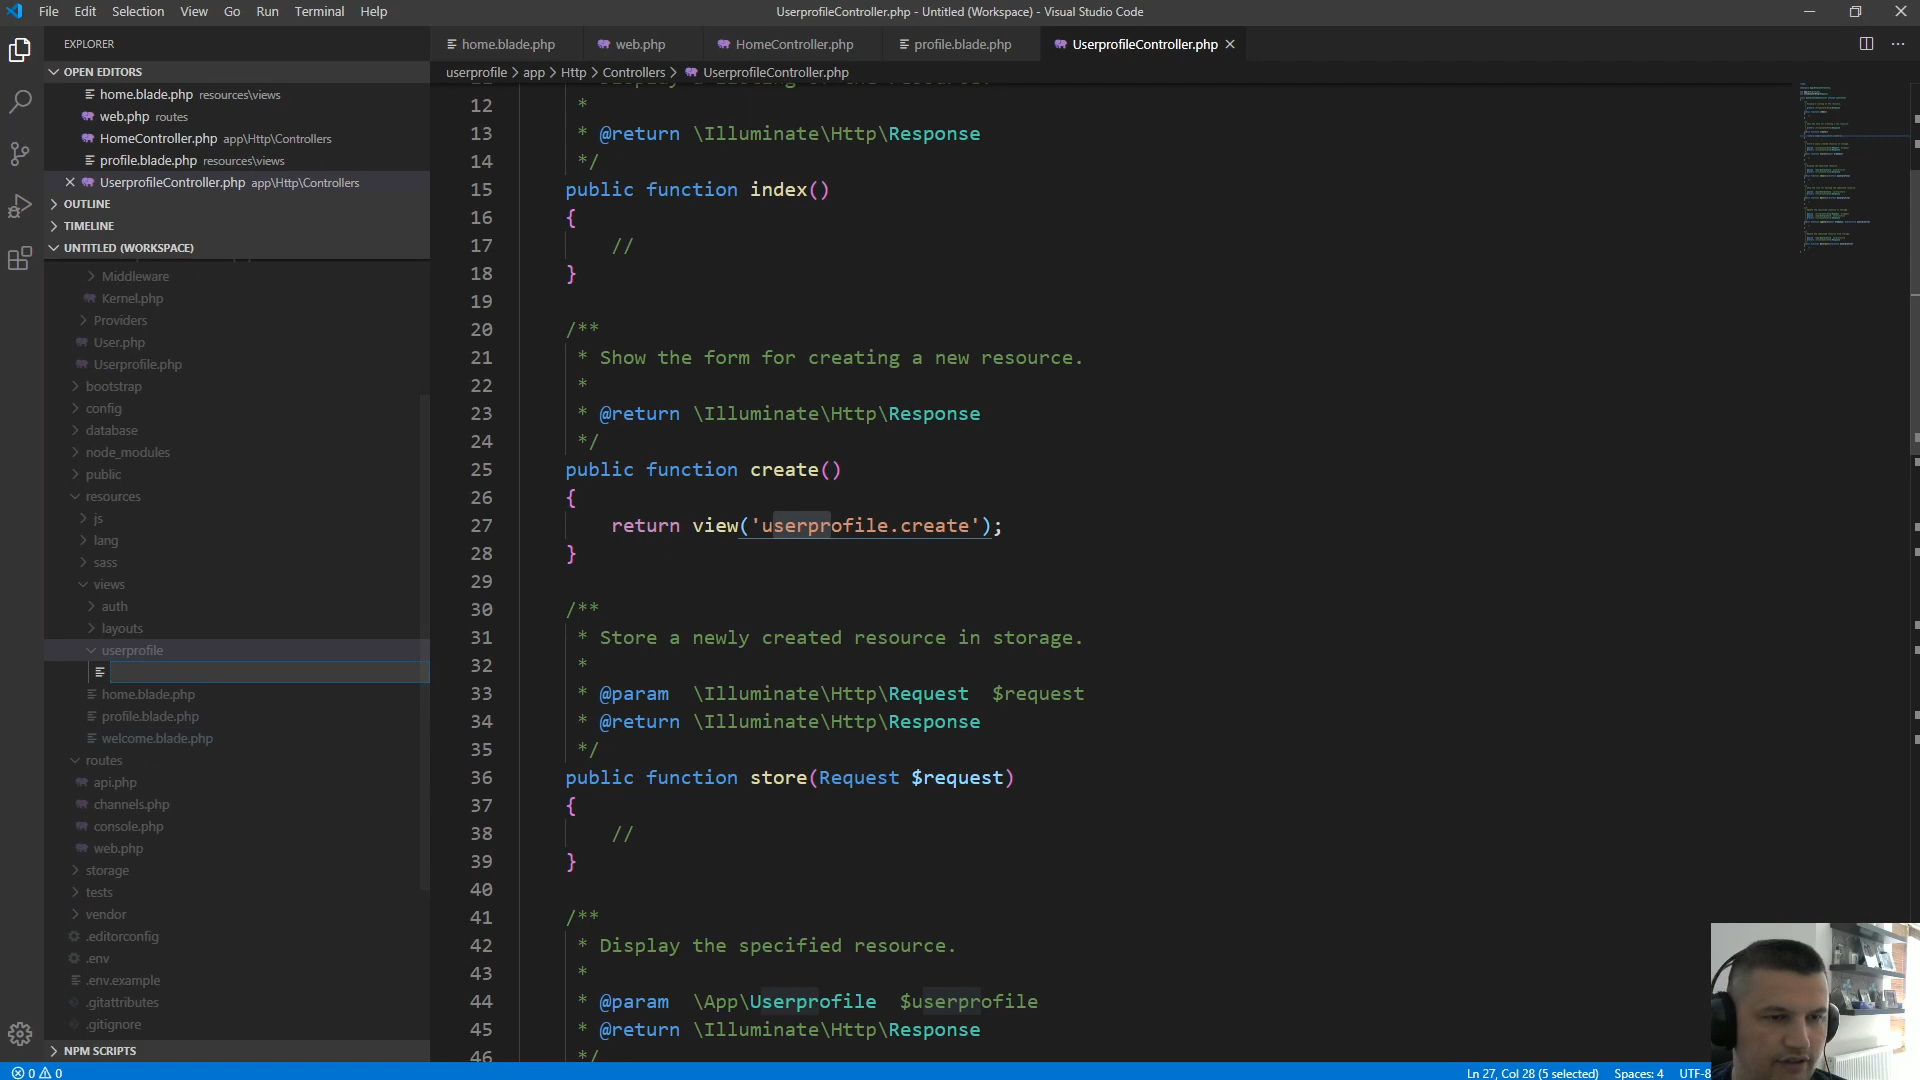 File Edit Selection View Go Run Terminal Help
UserprofileController.php - Untitled (Workspace) - Visual Studio Code
EXPLORER
OPEN EDITORS
home.blade.php resources\views
web.php routes
HomeController.php app\Http\Controllers
profile.blade.php resources\views
UserprofileController.php app\Http\Controllers
OUTLINE
TIMELINE
UNTITLED (WORKSPACE)
Middleware
Kernel.php
Providers
User.php
Userprofile.php
bootstrap
config
database
node_modules
public
resources
js
lang
sass
views
auth
layouts
userprofile
home.blade.php
profile.blade.php
welcome.blade.php
routes
api.php
channels.php
console.php
web.php
storage
tests
vendor
.editorconfig
.env
.env.example
.gitattributes
.gitignore
NPM SCRIPTS
home.blade.php web.php HomeController.php profile.blade.php UserprofileController.php
userprofile > app > Http > Controllers > UserprofileController.php
12 *
13 * @return \Illuminate\Http\Response
14 */
15 public function index()
16 {
17 //
18 }
19
20 /**
21 * Show the form for creating a new resource.
22 *
23 * @return \Illuminate\Http\Response
24 */
25 public function create()
26 {
27 return view('userprofile.create');
28 }
29
30 /**
31 * Store a newly created resource in storage.
32 *
33 * @param \Illuminate\Http\Request $request
34 * @return \Illuminate\Http\Response
35 */
36 public function store(Request $request)
37 {
38 //
39 }
40
41 /**
42 * Display the specified resource.
43 *
44 * @param \App\Userprofile $userprofile
45 * @return \Illuminate\Http\Response
46 */
0 0
Ln 27, Col 28 (5 selected) Spaces: 4 UTF-8